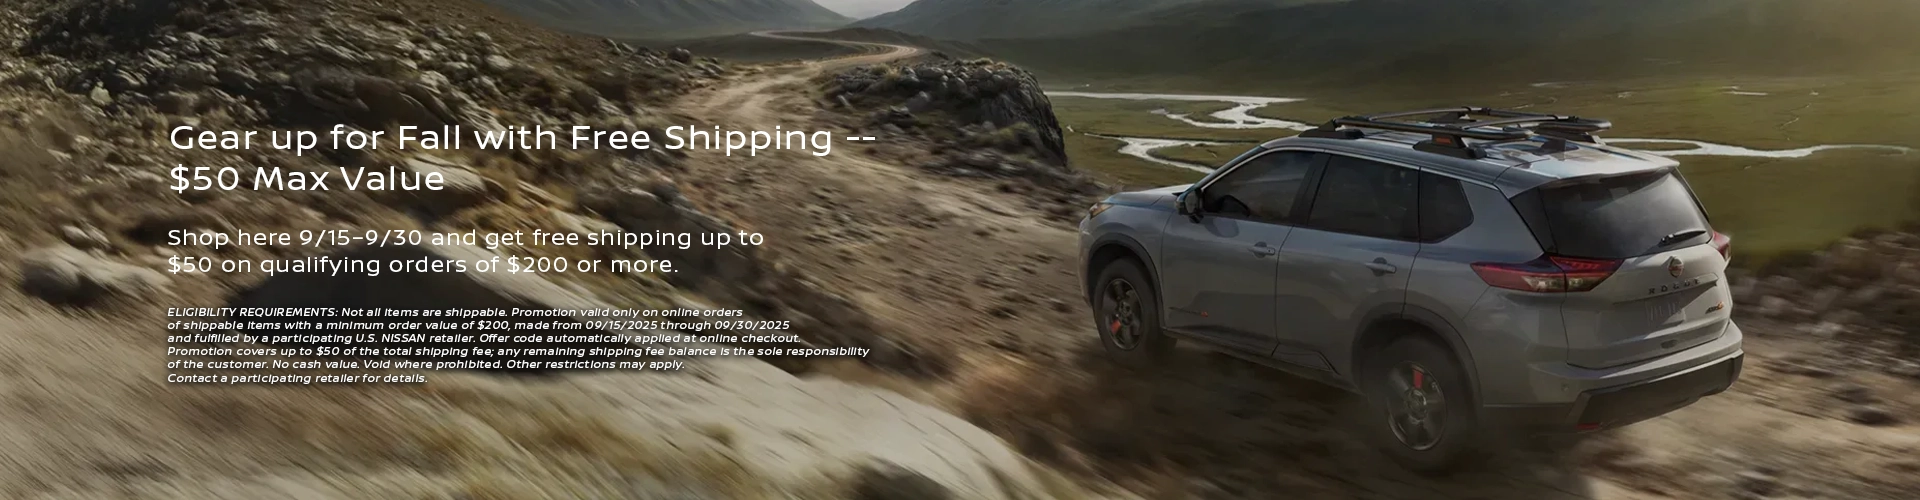 Gear up for Fall with Free Shipping --
$50 Max Value
Shop here 9/15-9/30 and get free shipping up to
$50 on qualifying orders of $200 or more.
ELIGIBILITY REQUIREMENTS: Not all items are shippable. Promotion valid only on online orders
of shippable items with a minimum order value of $200, made from 09/15/2025 through 09/30/2025
and fulfilled by a participating U.S. NISSAN retailer. Offer code automatically applied at online checkout.
Promotion covers up to $50 of the total shipping fee; any remaining shipping fee balance is the sole responsibility
of the customer. No cash value. Void where prohibited. Other restrictions may apply.
Contact a participating retailer for details.
ROGUE